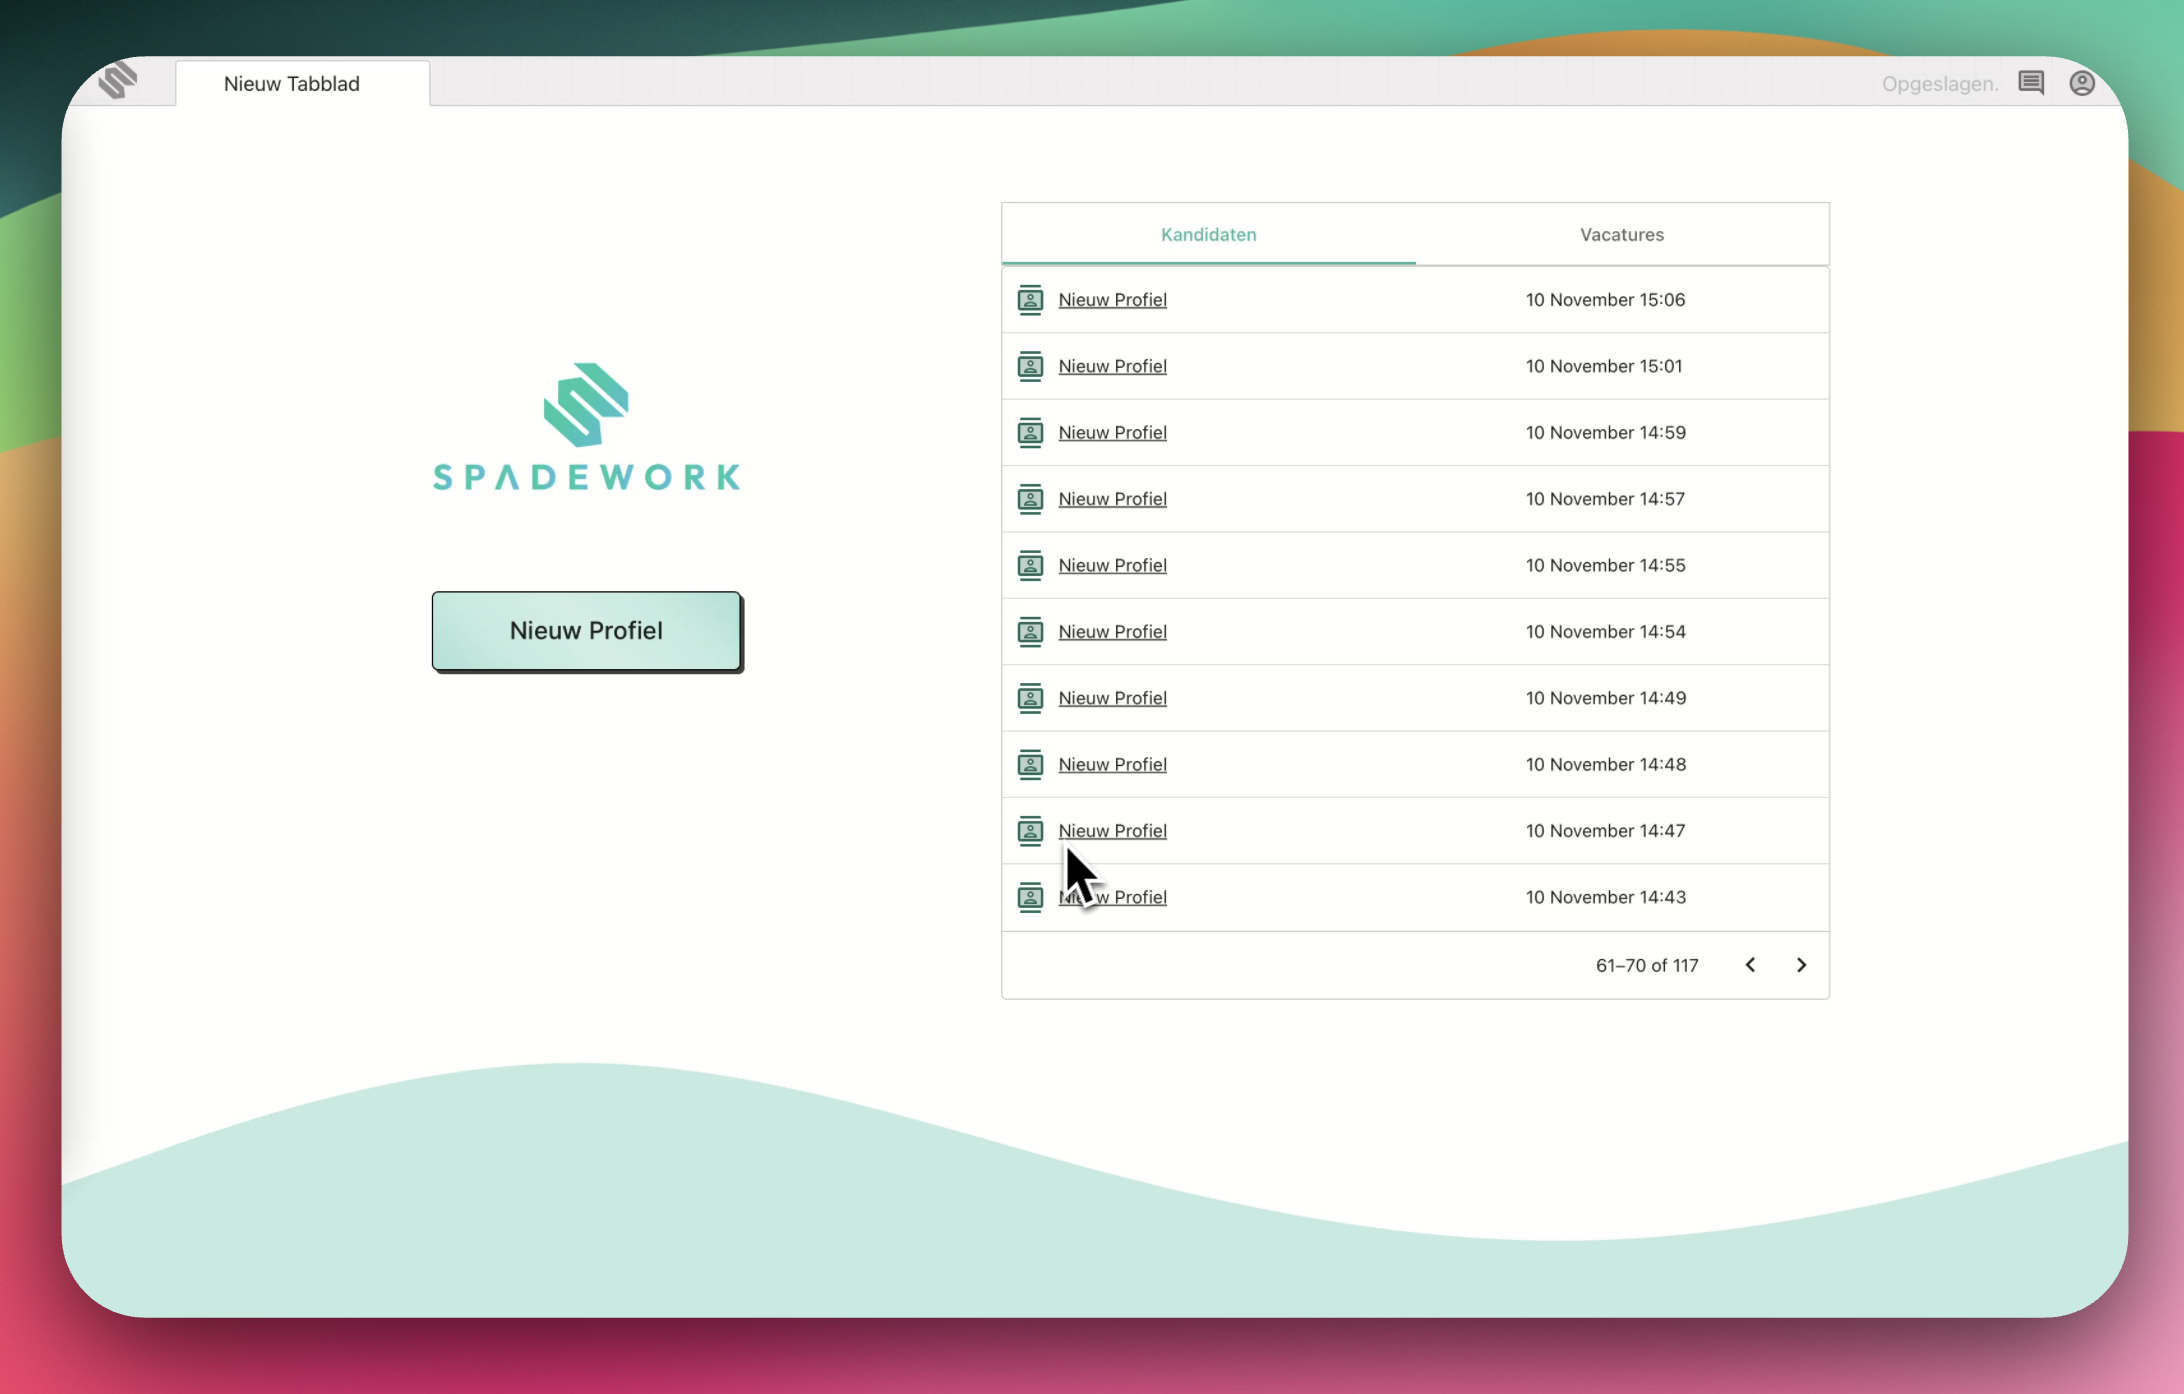 Nieuw Tabblad
Opgeslagen.
SPADEWORK
Nieuw Profiel
Kandidaten Vacatures
Nieuw Profiel 10 November 15:06
Nieuw Profiel 10 November 15:01
Nieuw Profiel 10 November 14:59
Nieuw Profiel 10 November 14:57
Nieuw Profiel 10 November 14:55
Nieuw Profiel 10 November 14:54
Nieuw Profiel 10 November 14:49
Nieuw Profiel 10 November 14:48
Nieuw Profiel 10 November 14:47
Nieuw Profiel 10 November 14:43
61–70 of 117